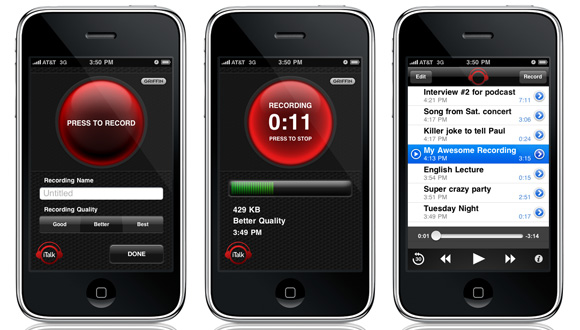 AT&T 3G 3:50 PM
GRIFFIN
PRESS TO RECORD
Recording Name
Untitled
Recording Quality
Good Better Best
iTalk
DONE
AT&T 3G 3:50 PM
GRIFFIN
RECORDING
0:11
PRESS TO STOP
429 KB
Better Quality
3:49 PM
iTalk
AT&T 3G 3:50 PM
Edit Record
Interview #2 for podcast
4:21 PM 7:11
Song from Sat. concert
4:17 PM 3:06
Killer joke to tell Paul
4:17 PM 0:24
My Awesome Recording
4:13 PM 3:15
English Lecture
3:54 PM 0:15
Super crazy party
3:51 PM 2:51
Tuesday Night
3:49 PM 0:17
0:01 -3:14
30